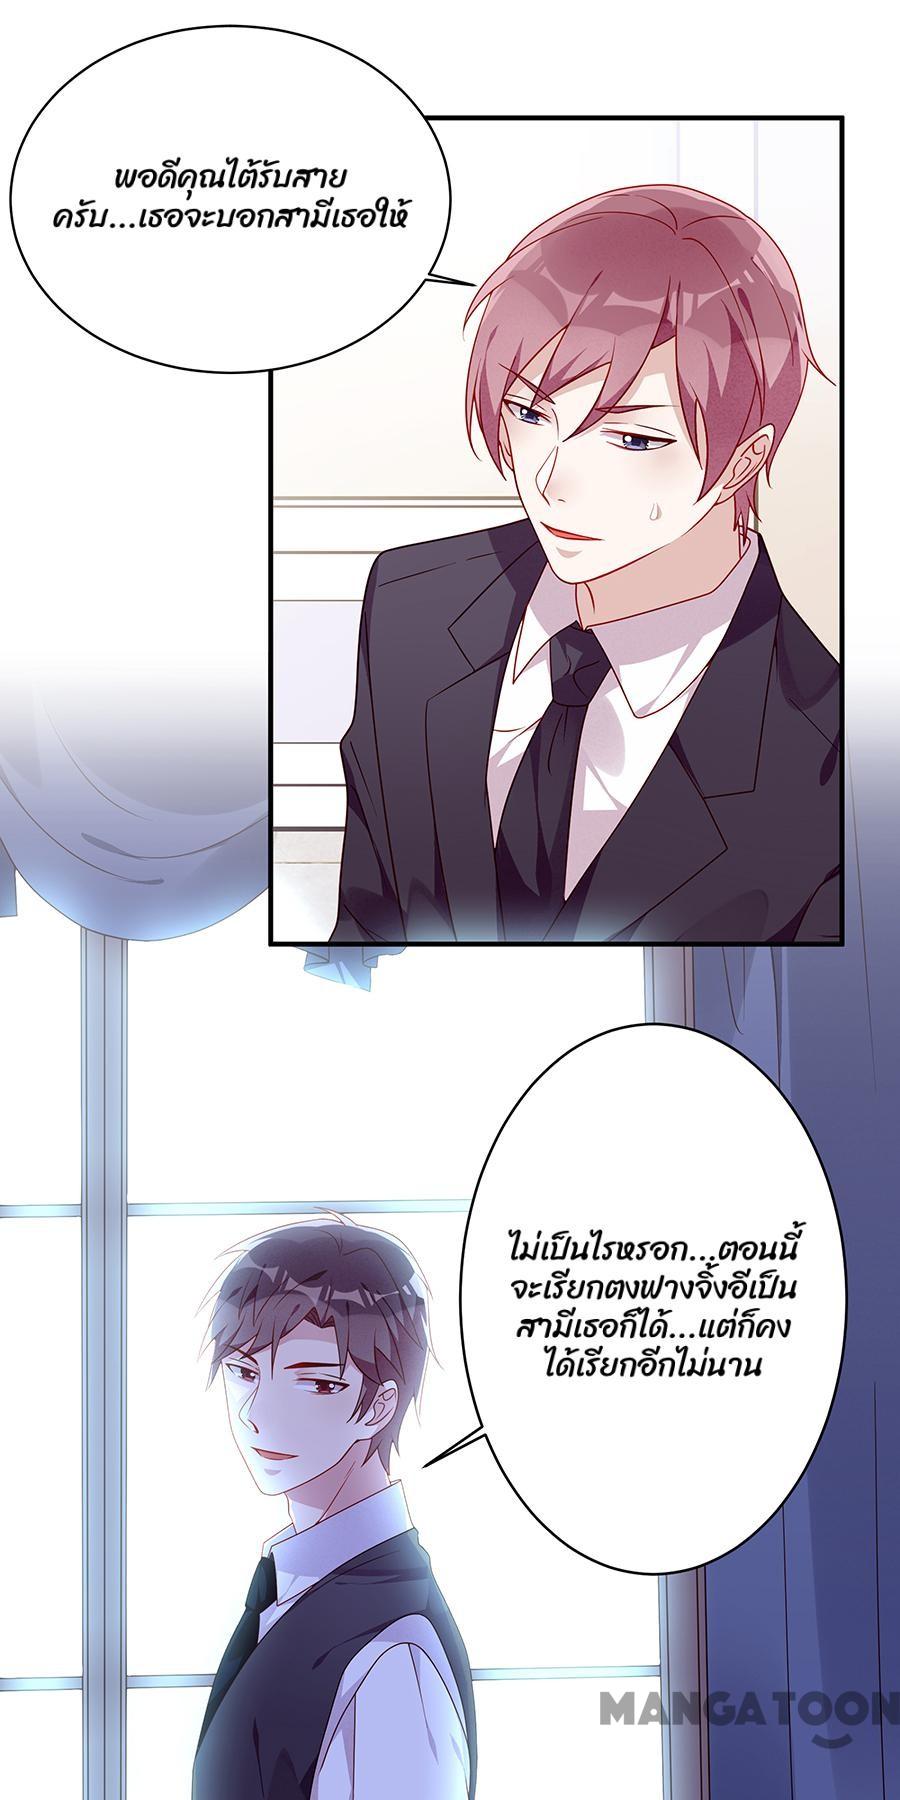 พอดีคุณไต้รับสาย
ครับ...เธอจะบอกสามีเธอให้
ไม่เป็นไรหรอก...ตอนนี้
จะเรียกตงฟางจิ้งอีเป็น
สามีเธอก็ได้...แต่ก็คง
ได้เรียกอีกไม่นาน
MANGATOON